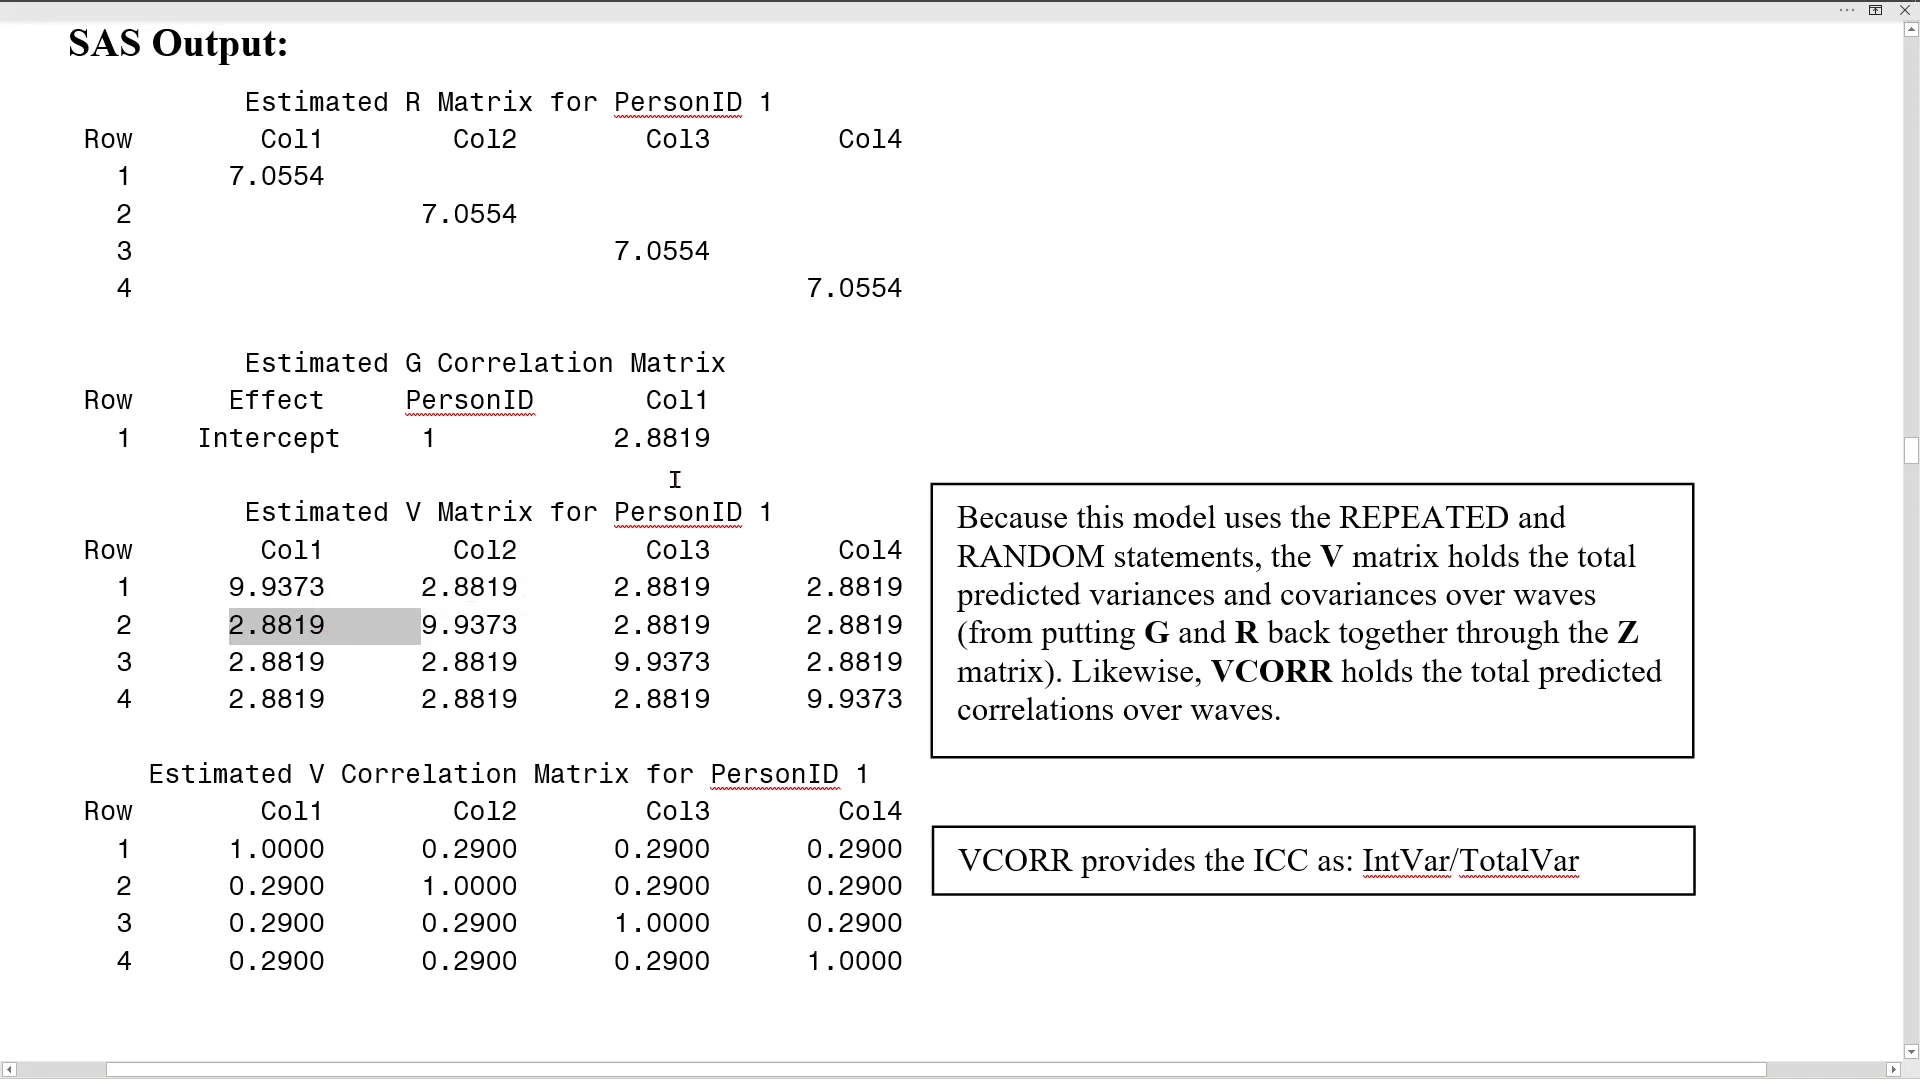 SAS Output:
Estimated R Matrix for PersonID 1
Row Col1 Col2 Col3 Col4
1 7.0554
2 7.0554
3 7.0554
4 7.0554
Estimated G Correlation Matrix
Row Effect PersonID Col1
1 Intercept 1 2.8819
Estimated V Matrix for PersonID 1
Row Col1 Col2 Col3 Col4
1 9.9373 2.8819 2.8819 2.8819
2 2.8819 9.9373 2.8819 2.8819
3 2.8819 2.8819 9.9373 2.8819
4 2.8819 2.8819 2.8819 9.9373
Because this model uses the REPEATED and
RANDOM statements, the V matrix holds the total
predicted variances and covariances over waves
(from putting G and R back together through the Z
matrix). Likewise, VCORR holds the total predicted
correlations over waves.
Estimated V Correlation Matrix for PersonID 1
Row Col1 Col2 Col3 Col4
1 1.0000 0.2900 0.2900 0.2900
2 0.2900 1.0000 0.2900 0.2900
3 0.2900 0.2900 1.0000 0.2900
4 0.2900 0.2900 0.2900 1.0000
VCORR provides the ICC as: IntVar/TotalVar